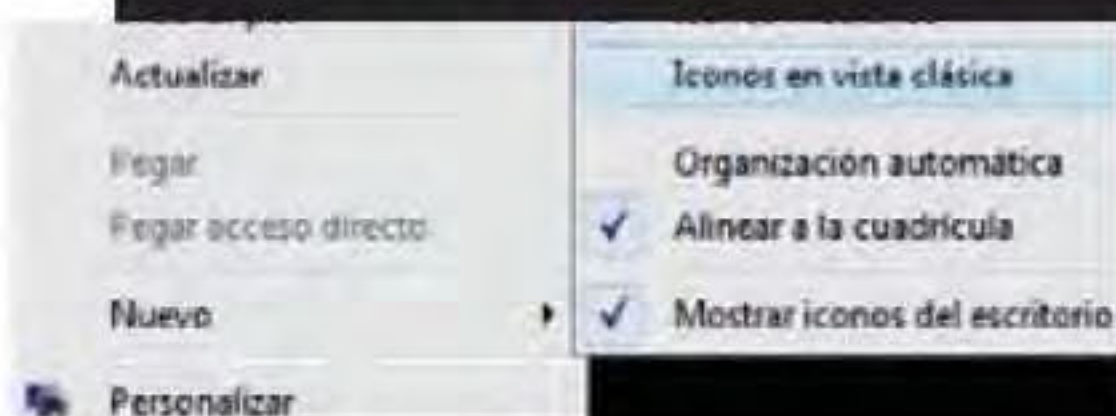 Actualizar
Pegar
Pegar acceso directo
Nuevo
Personalizar
Iconos en vista clásica
Organización automática
Alinear a la cuadrícula
Mostrar iconos del escritorio